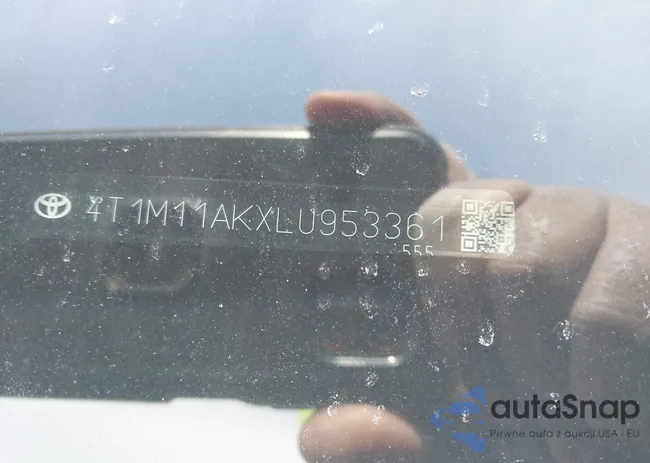 4T1M11AKXLU953361
555
autaSnap
Pewne auta z aukcji USA i EU